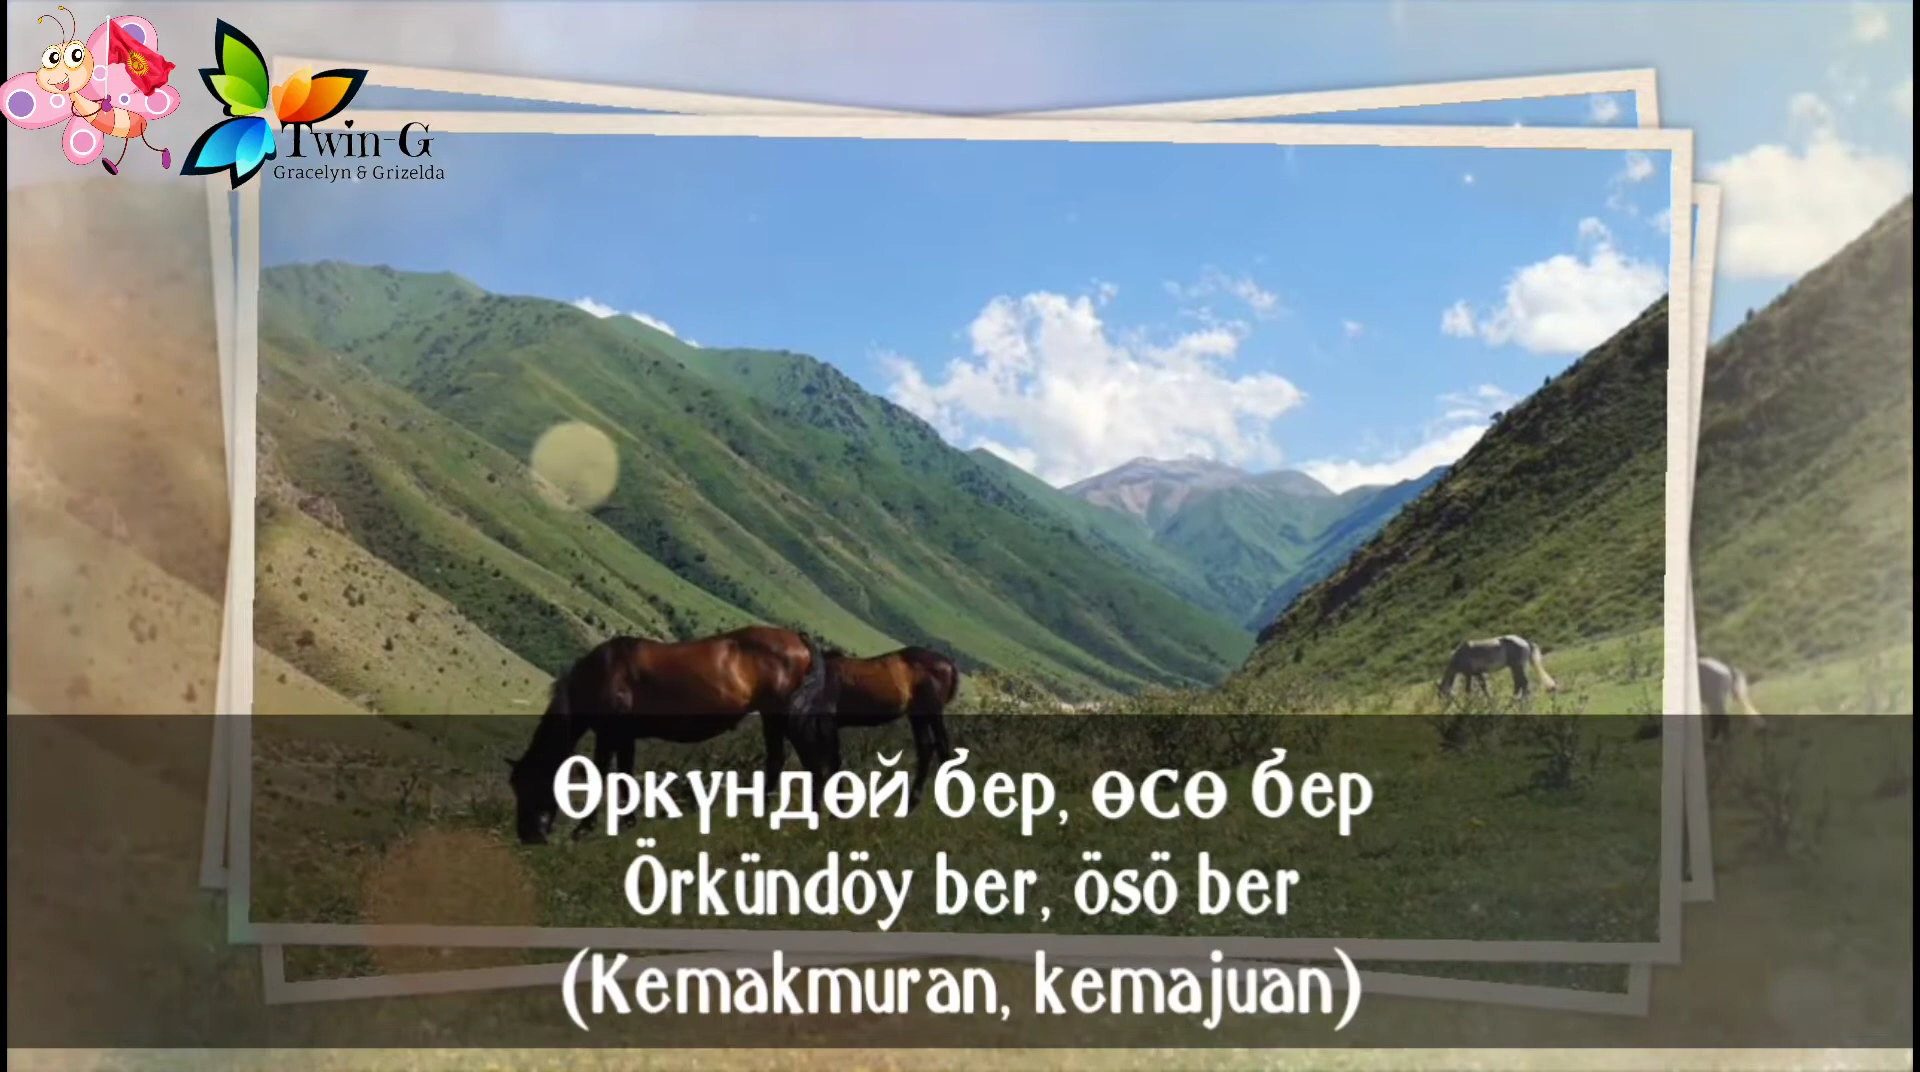 Twin-G
Gracelyn & Grizelda
Өркүндөй бер, өсө бер
Örkündöy ber, ösö ber
(Kemakmuran, kemajuan)